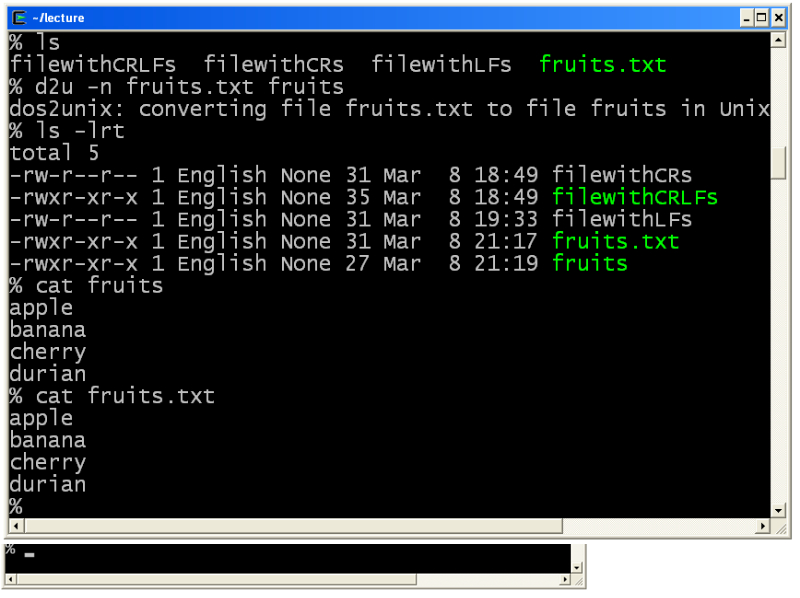 ~/lecture
% ls
filewithCRLFs  filewithCRs  filewithLFs  fruits.txt
% d2u -n fruits.txt fruits
dos2unix: converting file fruits.txt to file fruits in Unix
% ls -lrt
total 5
-rw-r--r-- 1 English None 31 Mar  8 18:49 filewithCRs
-rwxr-xr-x 1 English None 35 Mar  8 18:49 filewithCRLFs
-rw-r--r-- 1 English None 31 Mar  8 19:33 filewithLFs
-rwxr-xr-x 1 English None 31 Mar  8 21:17 fruits.txt
-rwxr-xr-x 1 English None 27 Mar  8 21:19 fruits
% cat fruits
apple
banana
cherry
durian
% cat fruits.txt
apple
banana
cherry
durian
%
% _